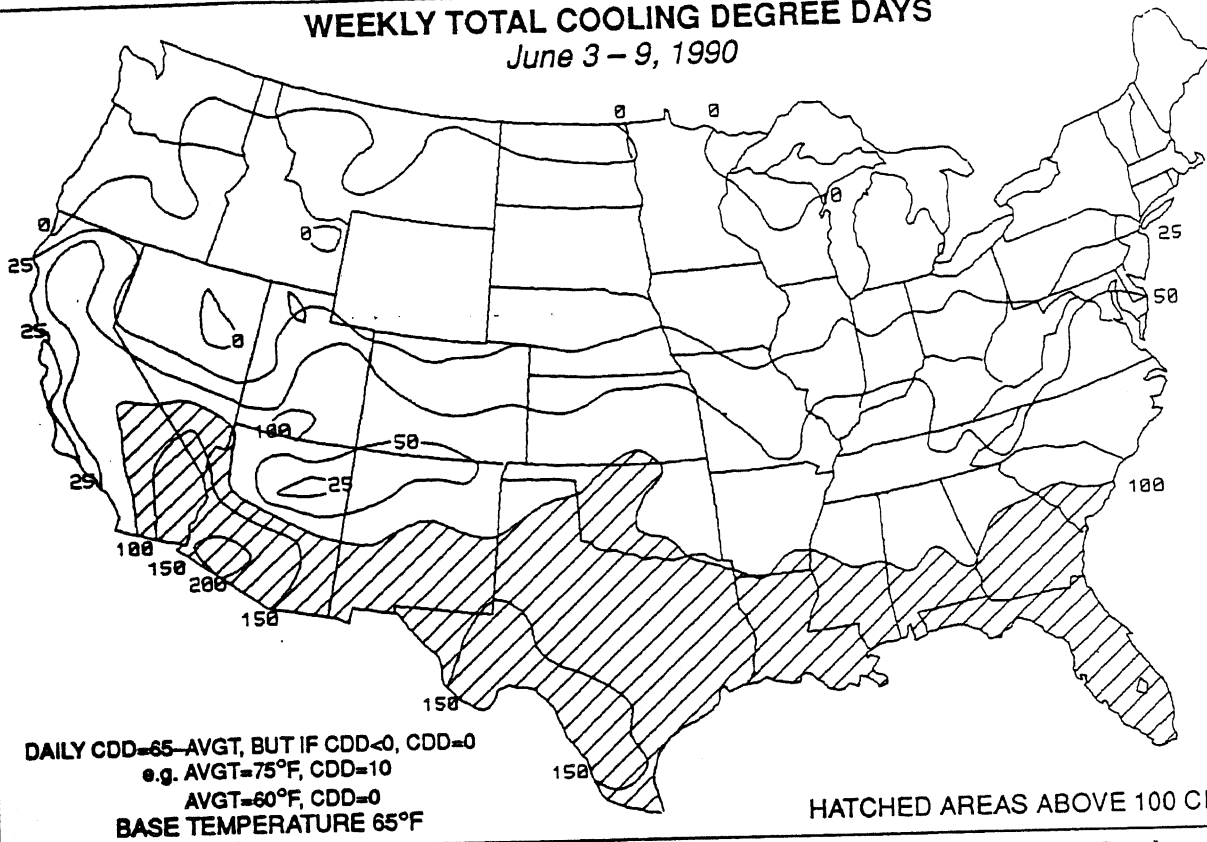 WEEKLY TOTAL COOLING DEGREE DAYS
June 3 – 9, 1990
0 0
0
0
25
0
25
50
25
0
100
50
25
25
100
100
150
200
150
150
150
DAILY CDD=65–AVGT, BUT IF CDD<0, CDD=0
e.g. AVGT=75°F, CDD=10
AVGT=60°F, CDD=0
BASE TEMPERATURE 65°F
HATCHED AREAS ABOVE 100 C